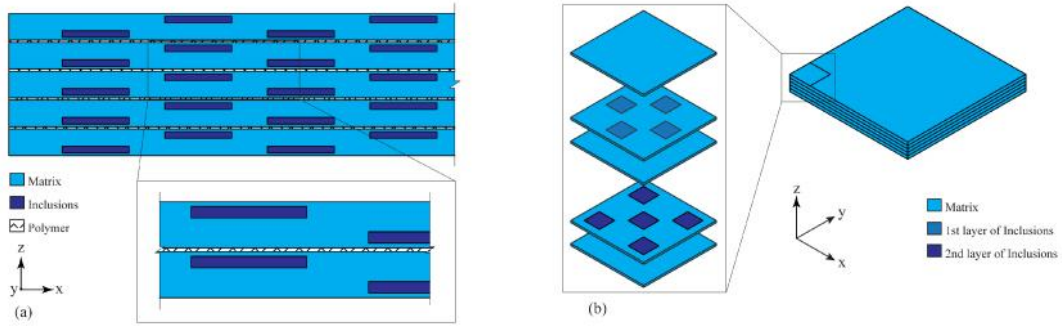 Matrix
Inclusions
Polymer
z
y
x
(a)
(b)
z
y
x
Matrix
1st layer of Inclusions
2nd layer of Inclusions